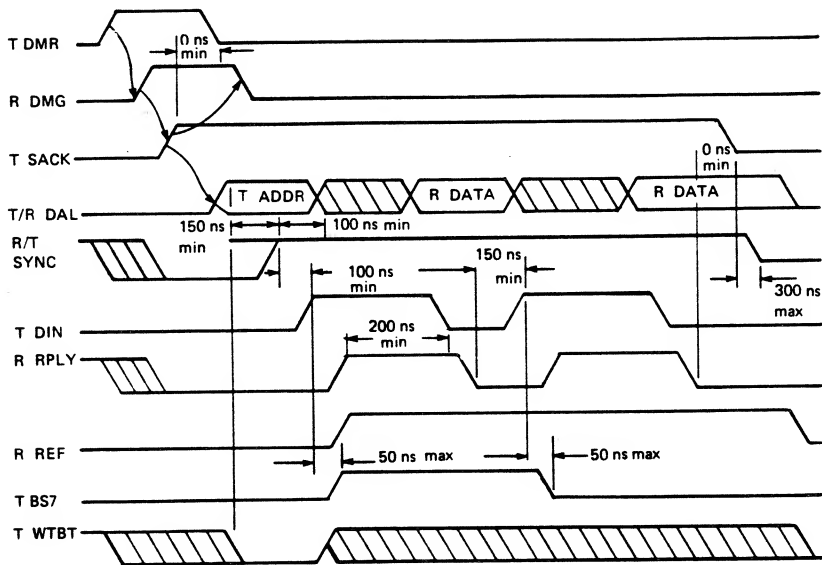 T DMR
0 ns
min
R DMG
T SACK
0 ns
min
T ADDR
R DATA
R DATA
T/R DAL
150 ns
min
100 ns min
R/T
SYNC
100 ns
min
150 ns
min
300 ns
max
T DIN
200 ns
min
R RPLY
R REF
50 ns max
50 ns max
T BS7
T WTBT